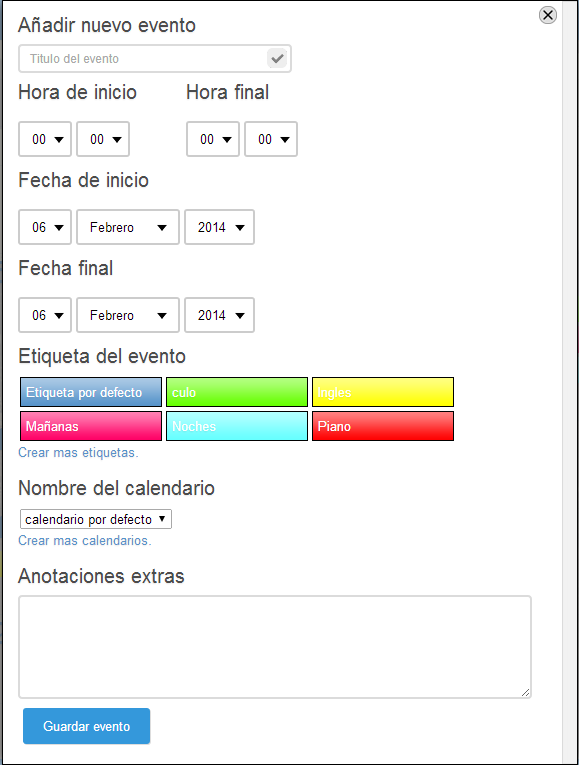 Añadir nuevo evento
Titulo del evento
Hora de inicio Hora final
00 00 00 00
Fecha de inicio
06 Febrero 2014
Fecha final
06 Febrero 2014
Etiqueta del evento
Etiqueta por defecto culo Ingles
Mañanas Noches Piano
Crear mas etiquetas.
Nombre del calendario
calendario por defecto
Crear mas calendarios.
Anotaciones extras
Guardar evento